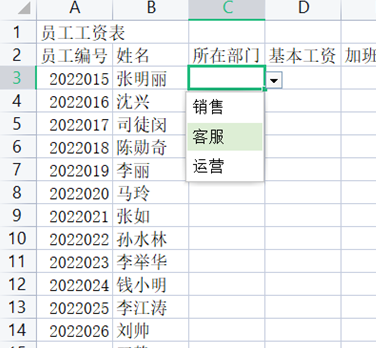 A B C D
1 员工工资表
2 员工编号 姓名 所在部门 基本工资 加班
3 2022015 张明丽
4 2022016 沈兴 销售
5 2022017 司徒闵 客服
6 2022018 陈勋奇
7 2022019 李丽 运营
8 2022020 马玲
9 2022021 张如
10 2022022 孙水林
11 2022023 李举华
12 2022024 钱小明
13 2022025 李江涛
14 2022026 刘帅